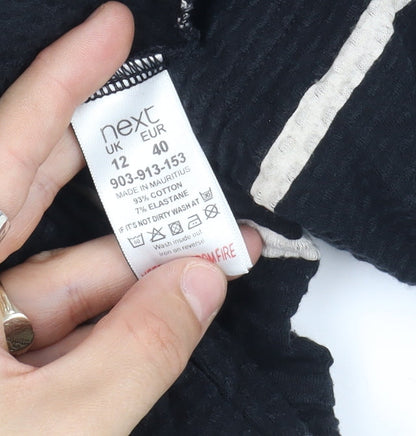 next
UK EUR
12 40
903-913-153
MADE IN MAURITIUS
93% COTTON
7% ELASTANE
IF IT'S NOT DIRTY WASH AT
Wash inside out
Iron on reverse
FIRE